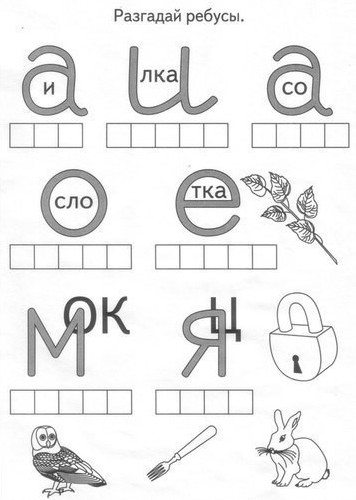 Разгадай ребусы.
а и и лка а со
о сло е тка
м ок я ц